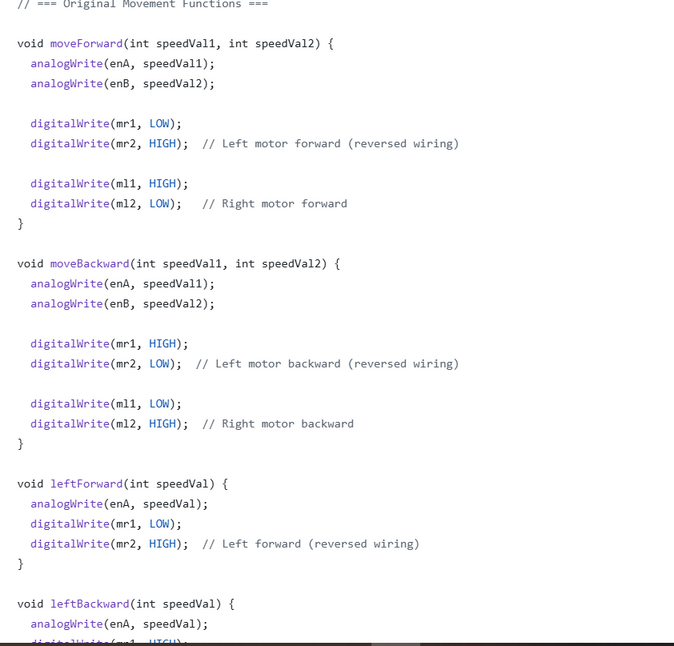 // === Original Movement Functions ===
void moveForward(int speedVal1, int speedVal2) {
  analogWrite(enA, speedVal1);
  analogWrite(enB, speedVal2);
  digitalWrite(mr1, LOW);
  digitalWrite(mr2, HIGH);  // Left motor forward (reversed wiring)
  digitalWrite(ml1, HIGH);
  digitalWrite(ml2, LOW);   // Right motor forward
}
void moveBackward(int speedVal1, int speedVal2) {
  analogWrite(enA, speedVal1);
  analogWrite(enB, speedVal2);
  digitalWrite(mr1, HIGH);
  digitalWrite(mr2, LOW);  // Left motor backward (reversed wiring)
  digitalWrite(ml1, LOW);
  digitalWrite(ml2, HIGH);  // Right motor backward
}
void leftForward(int speedVal) {
  analogWrite(enA, speedVal);
  digitalWrite(mr1, LOW);
  digitalWrite(mr2, HIGH);  // Left forward (reversed wiring)
}
void leftBackward(int speedVal) {
  analogWrite(enA, speedVal);
  digitalWrite(mr1, HIGH);